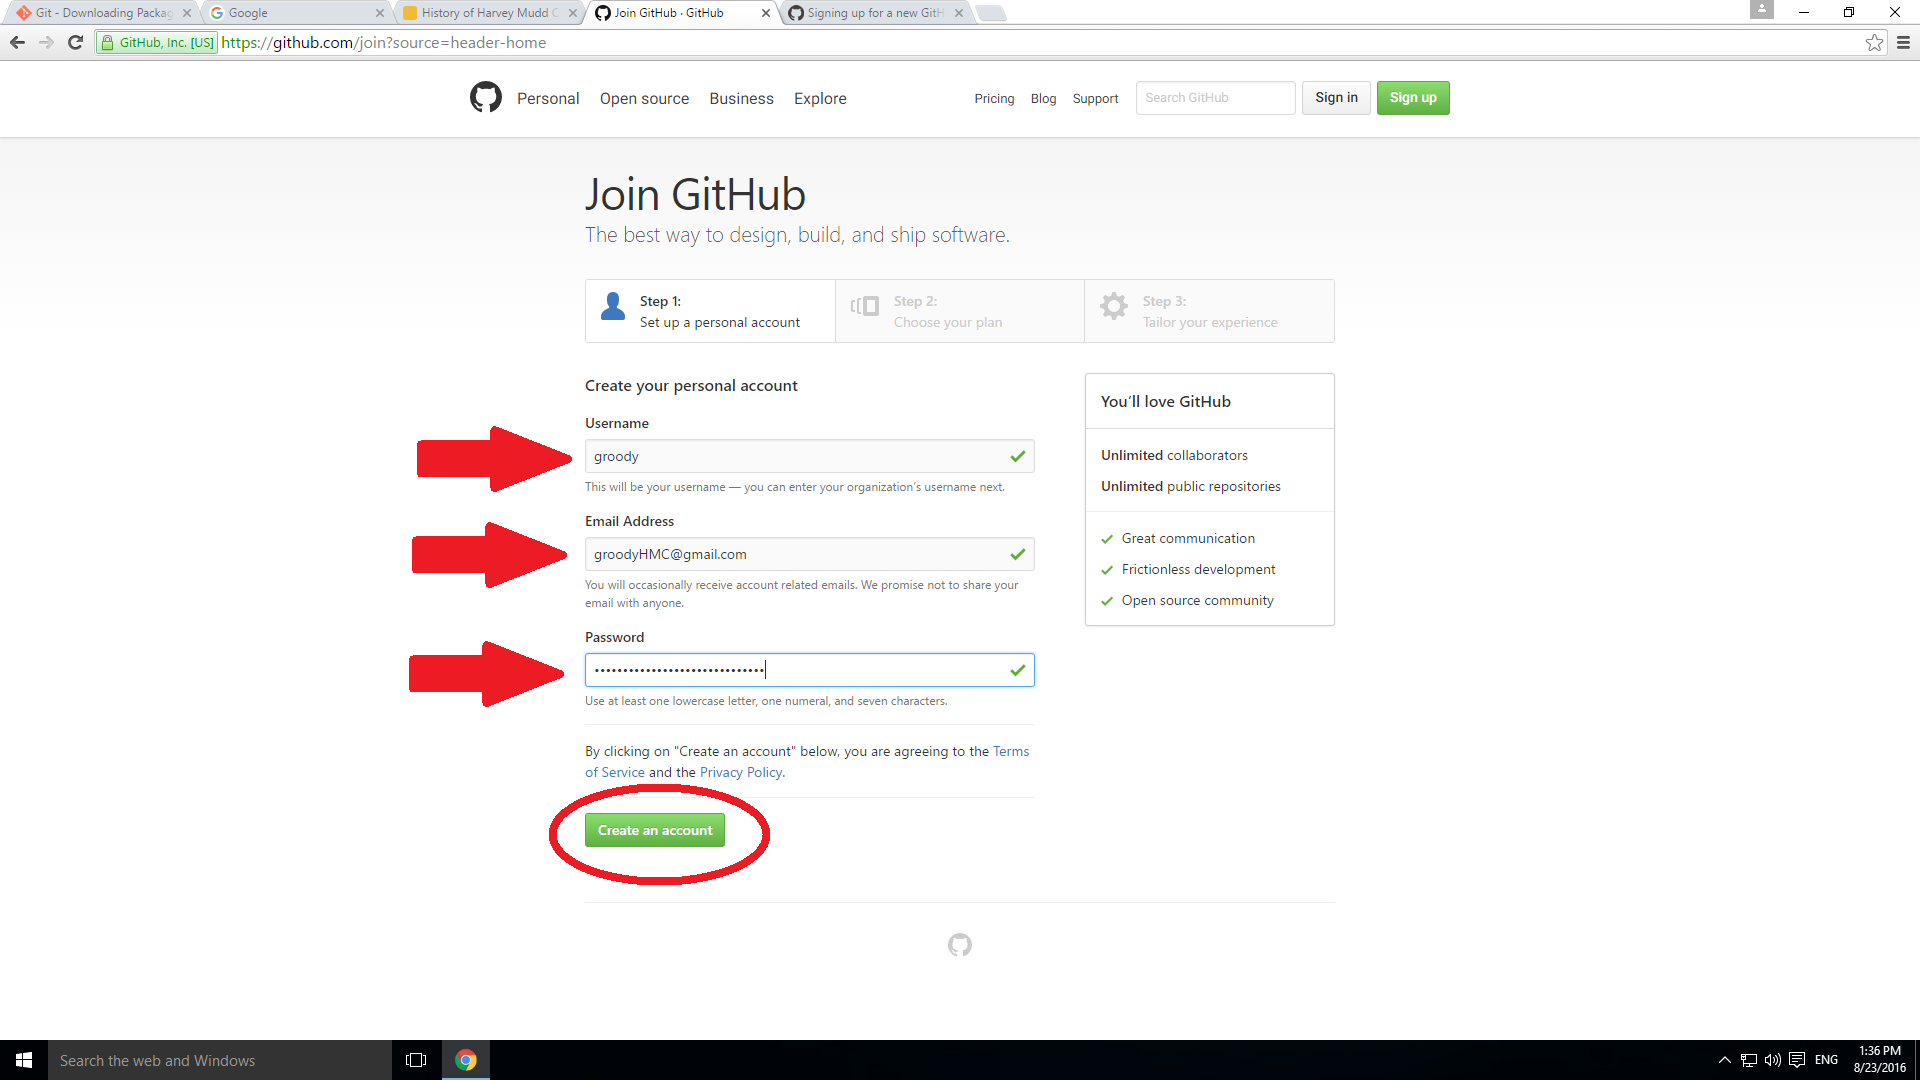 Git - Downloading Packag
Google
History of Harvey Mudd C
Join GitHub · GitHub
Signing up for a new GitH
GitHub, Inc. [US] https://github.com/join?source=header-home
Personal Open source Business Explore Pricing Blog Support Search GitHub Sign in Sign up
Join GitHub
The best way to design, build, and ship software.
Step 1:
Set up a personal account
Step 2:
Choose your plan
Step 3:
Tailor your experience
Create your personal account
Username
groody
This will be your username — you can enter your organization's username next.
Email Address
groodyHMC@gmail.com
You will occasionally receive account related emails. We promise not to share your
email with anyone.
Password
Use at least one lowercase letter, one numeral, and seven characters.
By clicking on "Create an account" below, you are agreeing to the Terms
of Service and the Privacy Policy.
Create an account
You'll love GitHub
Unlimited collaborators
Unlimited public repositories
Great communication
Frictionless development
Open source community
Search the web and Windows
ENG
1:36 PM
8/23/2016